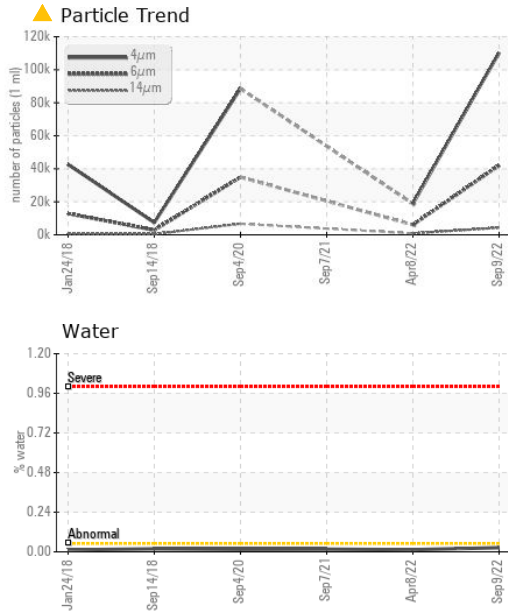 Particle Trend
120k
100k
80k
60k
40k
20k
0k
number of particles (1 ml)
4µm
6µm
14µm
Jan24/18
Sep14/18
Sep4/20
Sep7/21
Apr8/22
Sep9/22
Water
1.20
0.96
0.72
0.48
0.24
0.00
% water
Severe
Abnormal
Jan24/18
Sep14/18
Sep4/20
Sep7/21
Apr8/22
Sep9/22